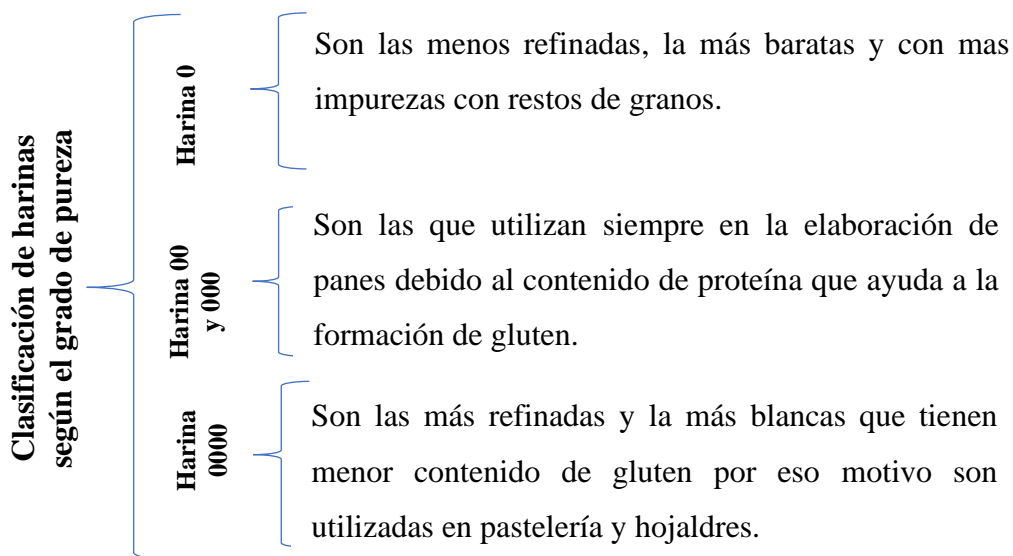 Clasificación de harinas
según el grado de pureza
Harina 0
Son las menos refinadas, la más baratas y con mas
impurezas con restos de granos.
Harina 00
y 000
Son las que utilizan siempre en la elaboración de
panes debido al contenido de proteína que ayuda a la
formación de gluten.
Harina
0000
Son las más refinadas y la más blancas que tienen
menor contenido de gluten por eso motivo son
utilizadas en pastelería y hojaldres.